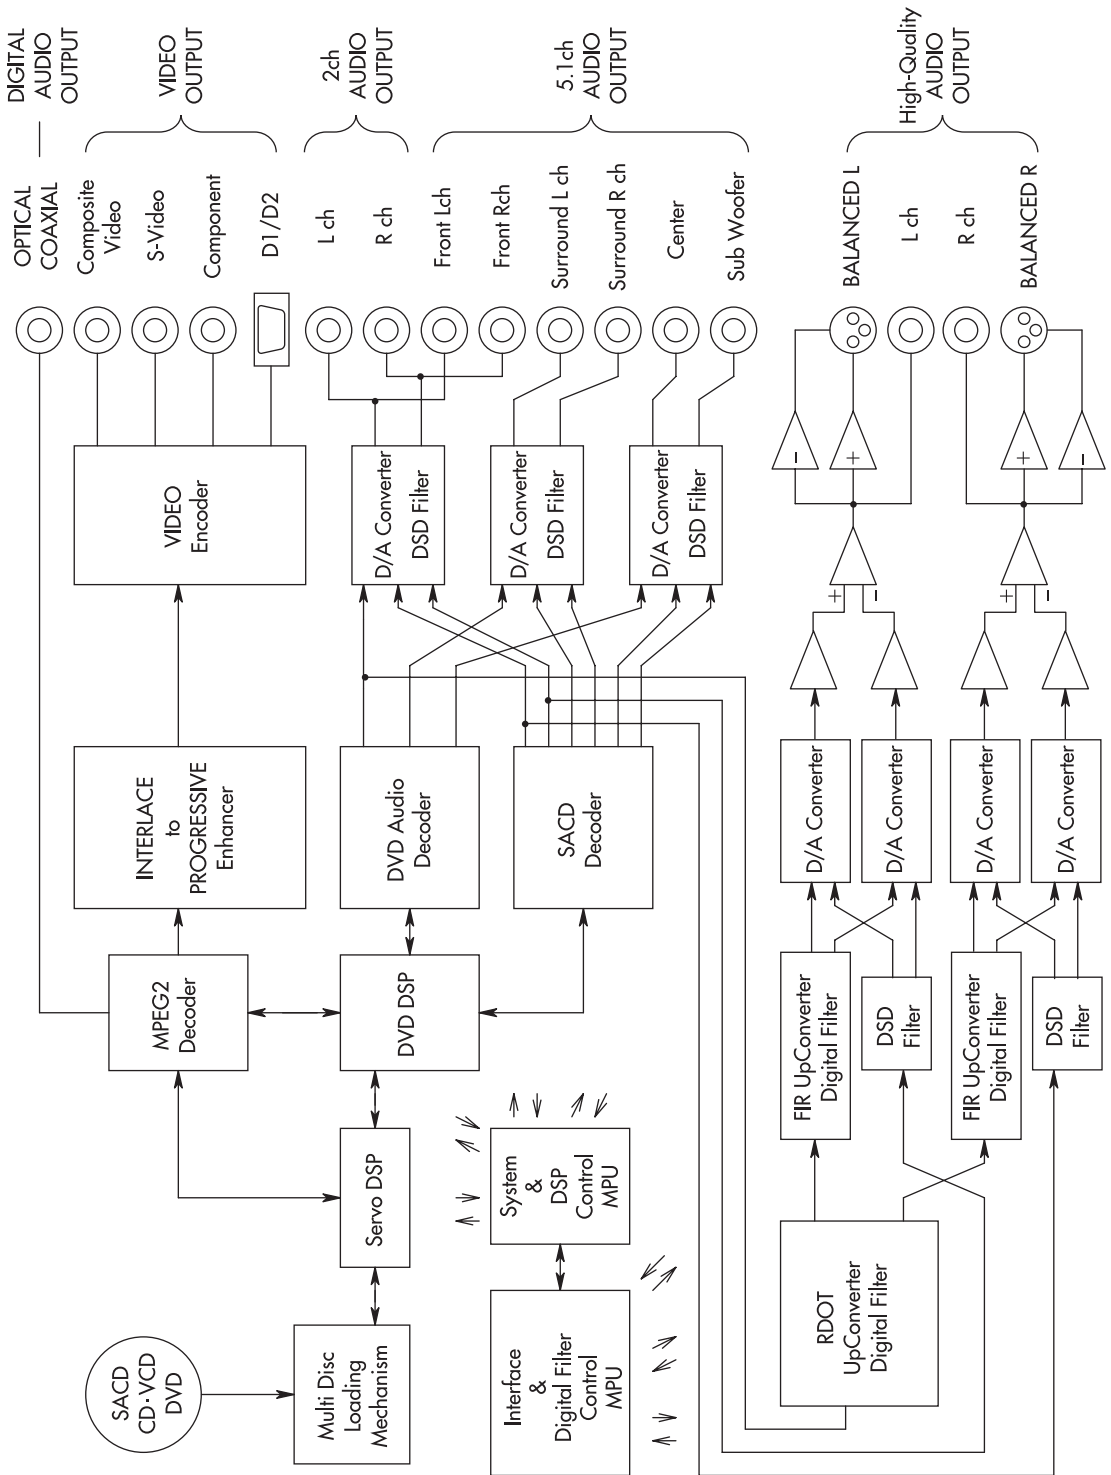 DIGITAL
AUDIO
OUTPUT
VIDEO
OUTPUT
2ch
AUDIO
OUTPUT
5.1ch
AUDIO
OUTPUT
High-Quality
AUDIO
OUTPUT
OPTICAL
COAXIAL
Composite
Video
S-Video
Component
D1/D2
L ch
R ch
Front Lch
Front Rch
Surround L ch
Surround R ch
Center
Sub Woofer
BALANCED L
L ch
R ch
BALANCED R
VIDEO
Encoder
D/A Converter
DSD Filter
D/A Converter
DSD Filter
D/A Converter
DSD Filter
−
+
+
−
+
−
+
−
INTERLACE
to
PROGRESSIVE
Enhancer
DVD Audio
Decoder
SACD
Decoder
D/A Converter
D/A Converter
D/A Converter
D/A Converter
MPEG2
Decoder
DVD DSP
FIR UpConverter
Digital Filter
DSD
Filter
FIR UpConverter
Digital Filter
DSD
Filter
Servo DSP
System
&
DSP
Control
MPU
SACD
CD·VCD
DVD
Multi Disc
Loading
Mechanism
Interface
&
Digital Filter
Control
MPU
RDOT
UpConverter
Digital Filter